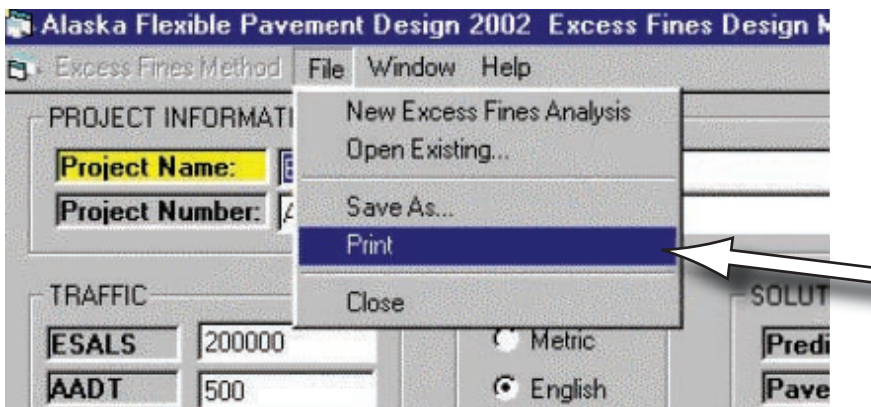 Alaska Flexible Pavement Design 2002 Excess Fines Design
Excess Fines Method File Window Help
PROJECT INFORMATI
New Excess Fines Analysis
Open Existing...
Project Name:
Project Number:
Save As...
Print
Close
TRAFFIC
SOLUT
ESALS 200000
Metric
Predi
AADT 500
English
Pave